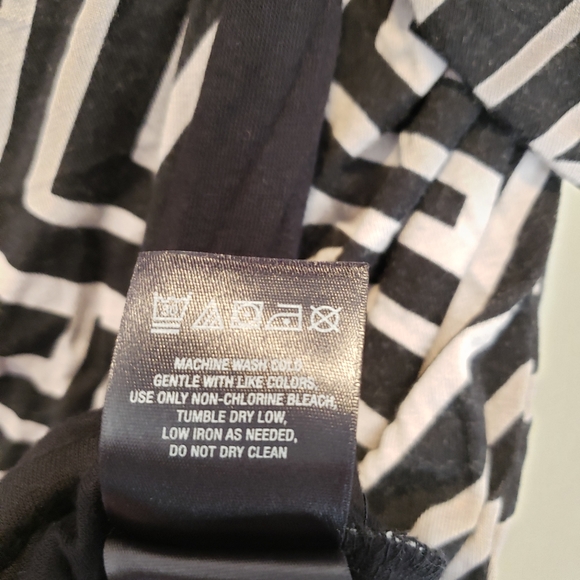 MACHINE WASH COLD
GENTLE WITH LIKE COLORS,
USE ONLY NON-CHLORINE BLEACH,
TUMBLE DRY LOW,
LOW IRON AS NEEDED,
DO NOT DRY CLEAN